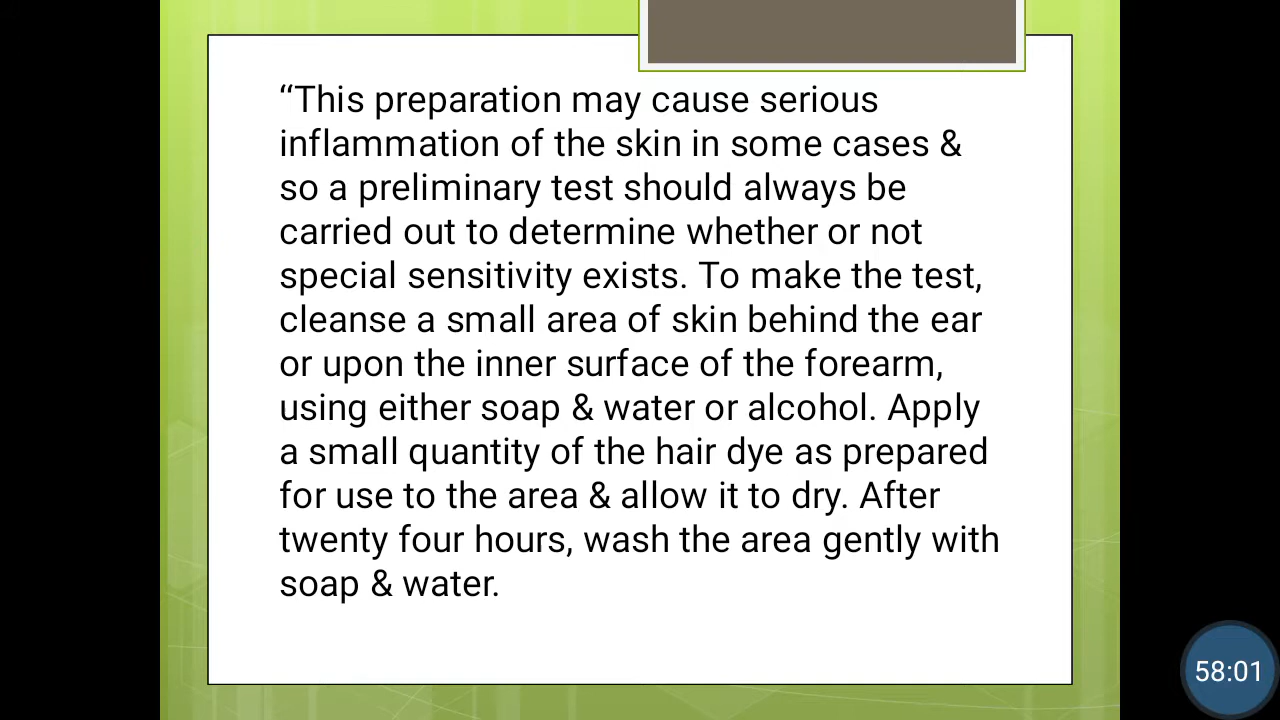 “This preparation may cause serious
inflammation of the skin in some cases &
so a preliminary test should always be
carried out to determine whether or not
special sensitivity exists. To make the test,
cleanse a small area of skin behind the ear
or upon the inner surface of the forearm,
using either soap & water or alcohol. Apply
a small quantity of the hair dye as prepared
for use to the area & allow it to dry. After
twenty four hours, wash the area gently with
soap & water.
58:01